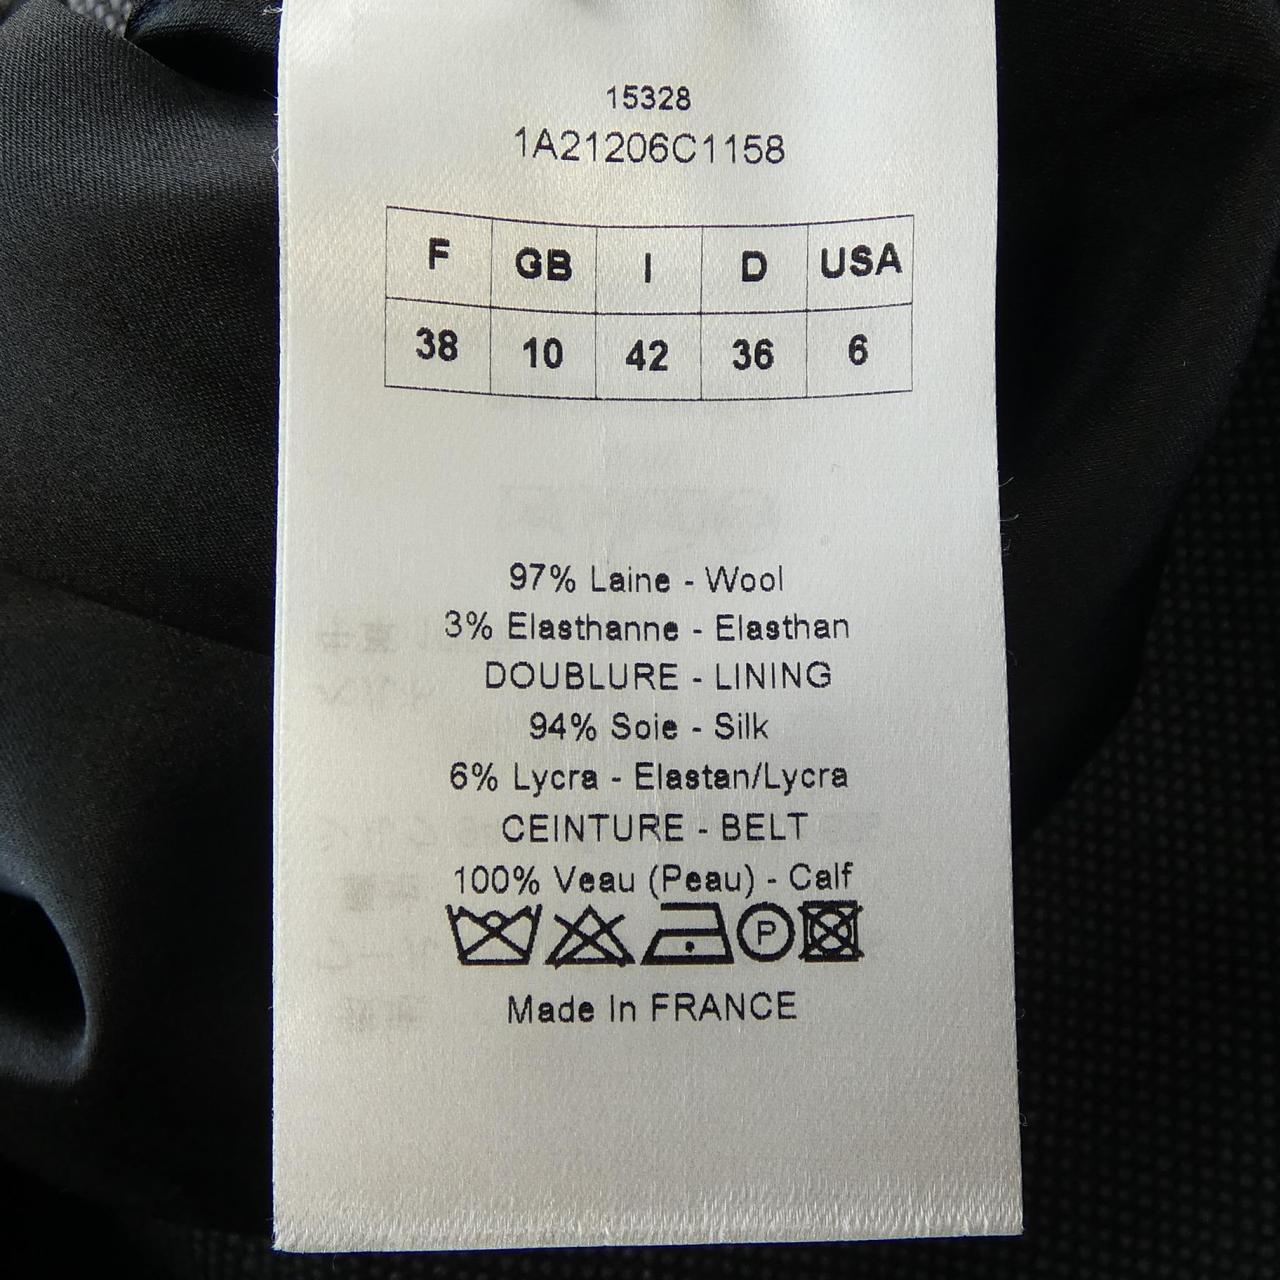 15328
1A21206C1158
F GB I D USA
38 10 42 36 6
97% Laine - Wool
3% Elasthanne - Elasthan
DOUBLURE - LINING
94% Soie - Silk
6% Lycra - Elastan/Lycra
CEINTURE - BELT
100% Veau (Peau) - Calf
P
Made In FRANCE